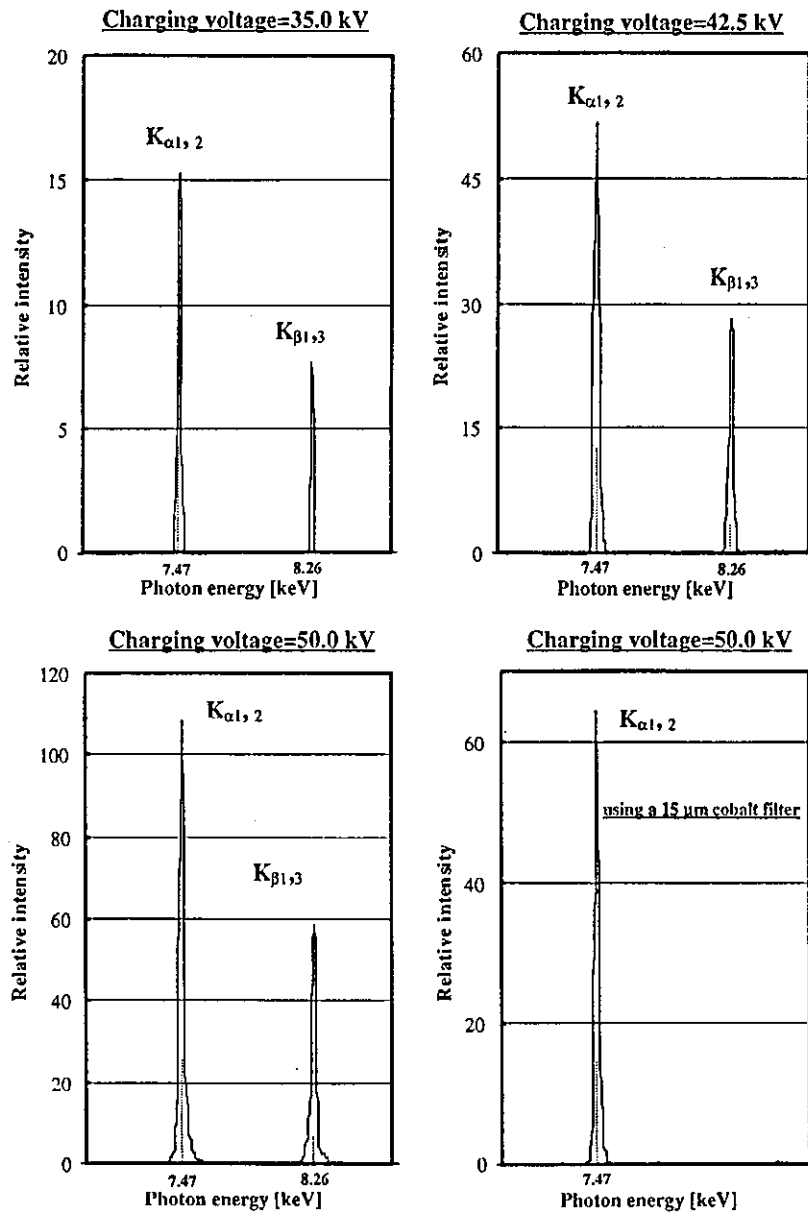 Charging voltage=35.0 kV
20
15
10
5
0
Relative intensity
Kα1, 2
Kβ1,3
7.47
8.26
Photon energy [keV]
Charging voltage=42.5 kV
60
45
30
15
0
Relative intensity
Kα1, 2
Kβ1,3
7.47
8.26
Photon energy [keV]
Charging voltage=50.0 kV
120
100
80
60
40
20
0
Relative intensity
Kα1, 2
Kβ1,3
7.47
8.26
Photon energy [keV]
Charging voltage=50.0 kV
60
40
20
0
Relative intensity
Kα1, 2
using a 15 μm cobalt filter
7.47
Photon energy [keV]